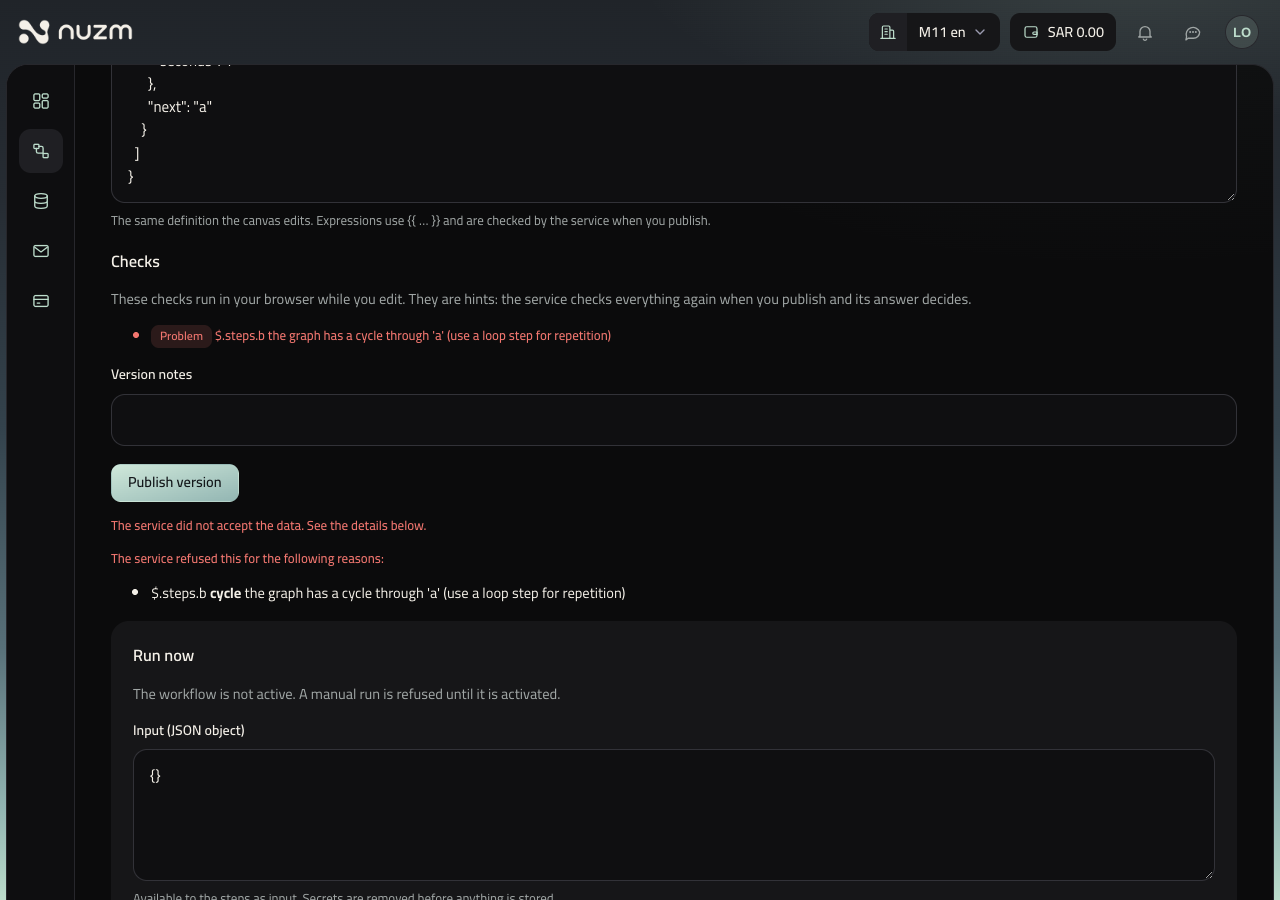 nuzm
M11 en
SAR 0.00
LO
},
"next": "a"
}
]
}
The same definition the canvas edits. Expressions use {{ ... }} and are checked by the service when you publish.
Checks
These checks run in your browser while you edit. They are hints: the service checks everything again when you publish and its answer decides.
Problem $.steps.b the graph has a cycle through 'a' (use a loop step for repetition)
Version notes
Publish version
The service did not accept the data. See the details below.
The service refused this for the following reasons:
$.steps.b cycle the graph has a cycle through 'a' (use a loop step for repetition)
Run now
The workflow is not active. A manual run is refused until it is activated.
Input (JSON object)
{}
Available to the steps as input. Secrets are removed before anything is stored.